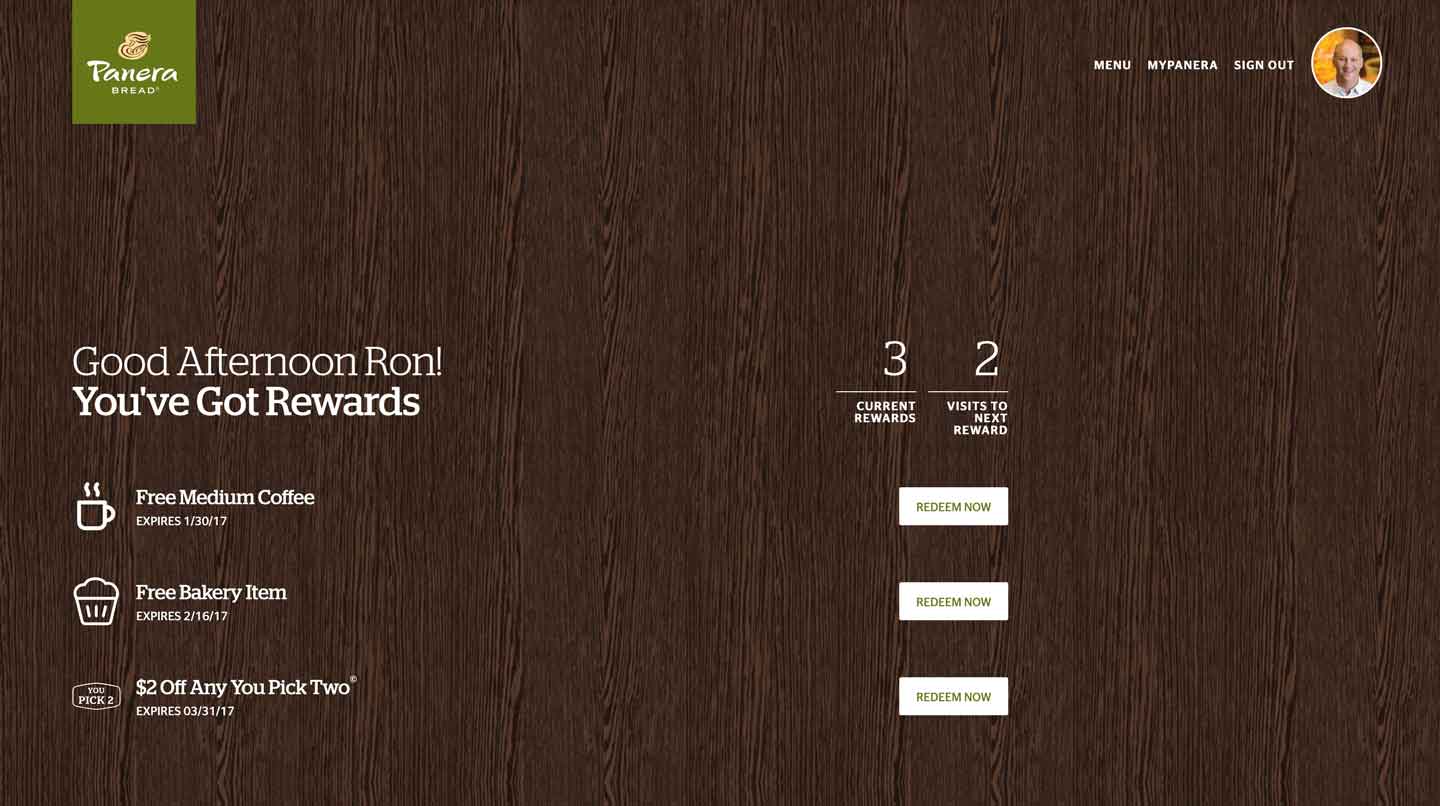 Panera
BREAD®
MENU MYPANERA SIGN OUT
Good Afternoon Ron!
You've Got Rewards
3
CURRENT
REWARDS
2
VISITS TO
NEXT
REWARD
Free Medium Coffee
EXPIRES 1/30/17
REDEEM NOW
Free Bakery Item
EXPIRES 2/16/17
REDEEM NOW
YOU
PICK 2
$2 Off Any You Pick Two©
EXPIRES 03/31/17
REDEEM NOW